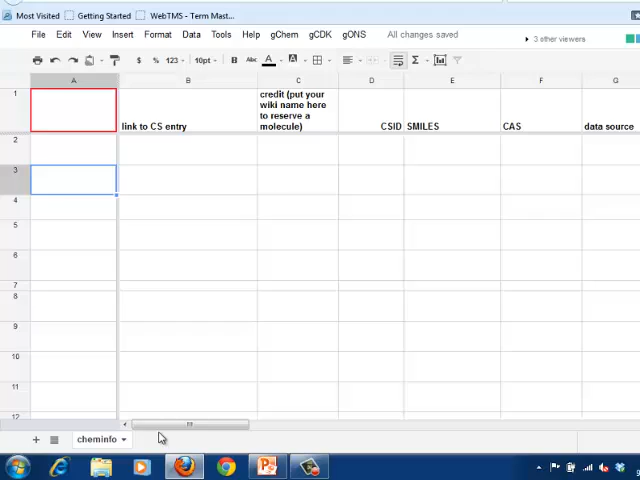 Most Visited Getting Started WebTMS - Term Mast...
File Edit View Insert Format Data Tools Help gChem gCDK gONS All changes saved 3 other viewers
$ % 123 10pt B Abc A A Σ
A B C D E F G
1 link to CS entry credit (put your wiki name here to reserve a molecule) CSID SMILES CAS data source
2
3
4
5
6
7
8
9
10
11
12
+ cheminfo